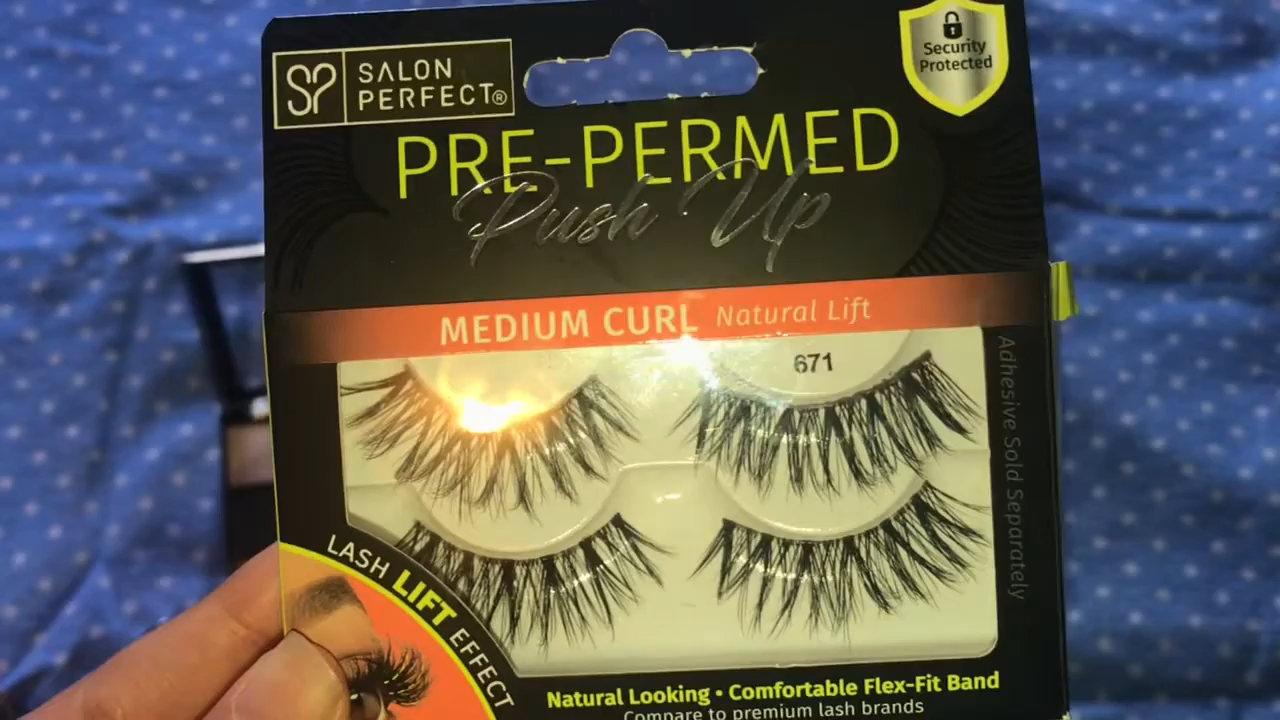 SP
SALON
PERFECT®
Security
Protected
PRE-PERMED
Push Up
MEDIUM CURL Natural Lift
671
Adhesive Sold Separately
LASH LIFT EFFECT
Natural Looking • Comfortable Flex-Fit Band
Compare to premium lash brands